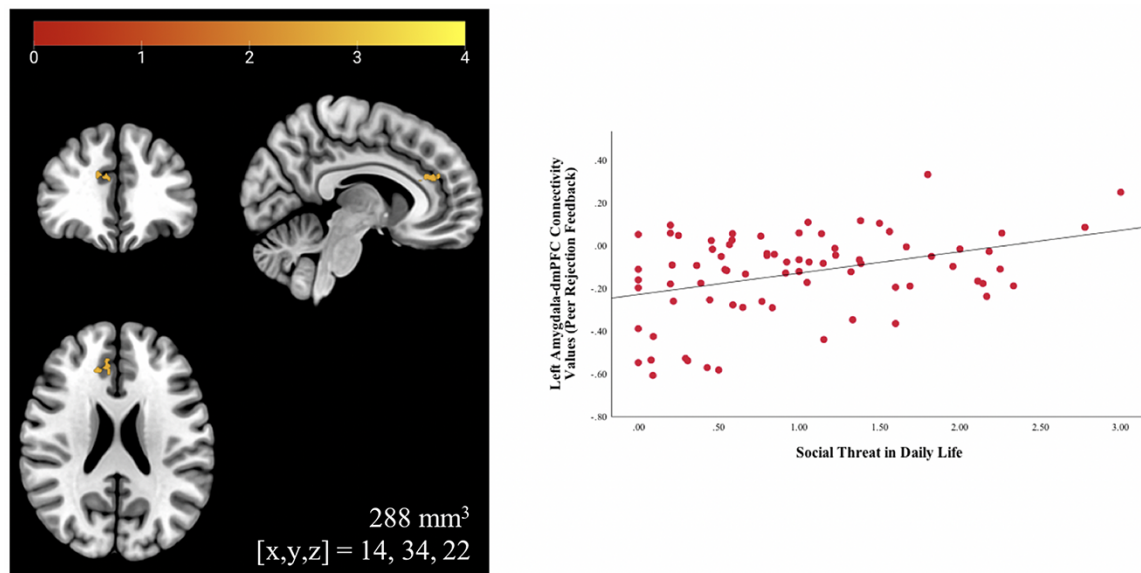 0 1 2 3 4
288 mm³
[x,y,z] = 14, 34, 22
Left Amygdala-dmPFC Connectivity
Values (Peer Rejection Feedback)
.40
.20
.00
-.20
-.40
-.60
-.80
.00 .50 1.00 1.50 2.00 2.50 3.00
Social Threat in Daily Life